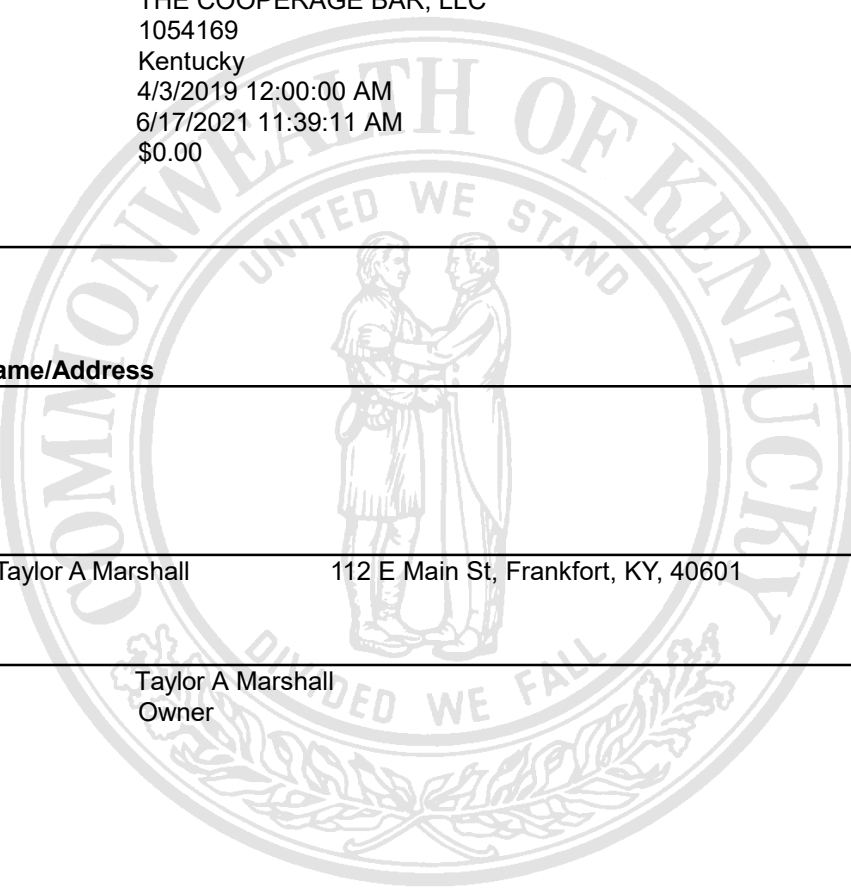 THE COOPERAGE BAR, LLC
1054169
Kentucky
4/3/2019 12:00:00 AM
6/17/2021 11:39:11 AM
$0.00
COMMONWEALTH OF KENTUCKY
UNITED WE STAND
ame/Address
Taylor A Marshall 112 E Main St, Frankfort, KY, 40601
DIVIDED WE FALL
Taylor A Marshall
Owner